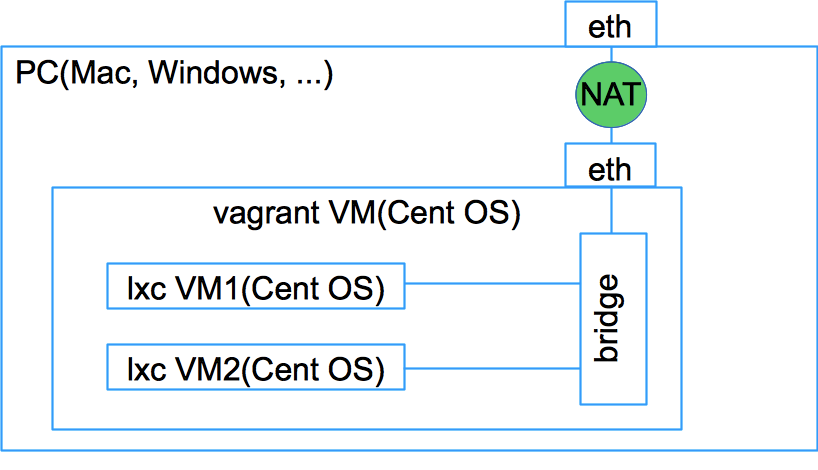 eth
PC(Mac, Windows, ...)
NAT
eth
vagrant VM(Cent OS)
lxc VM1(Cent OS)
bridge
lxc VM2(Cent OS)